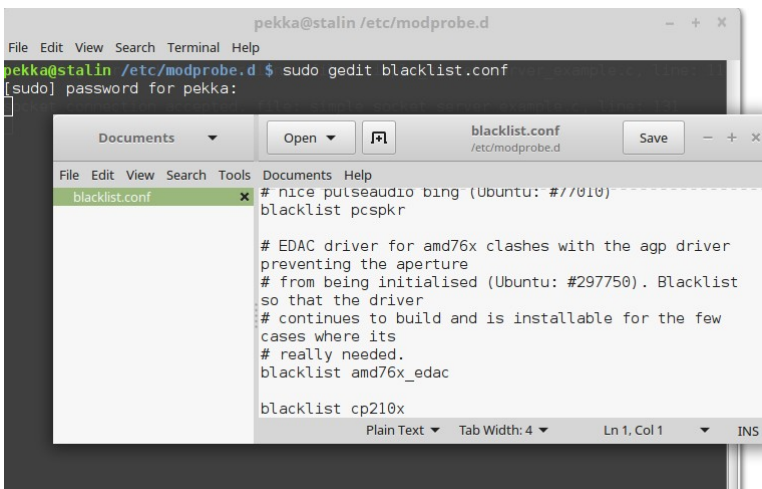 pekka@stalin /etc/modprobe.d
File Edit View Search Terminal Help
pekka@stalin /etc/modprobe.d $ sudo gedit blacklist.conf
[sudo] password for pekka:
Documents
Open
blacklist.conf
/etc/modprobe.d
Save
File Edit View Search Tools Documents Help
blacklist.conf
# nice pulseaudio bing (Ubuntu: #77010)
blacklist pcspkr
# EDAC driver for amd76x clashes with the agp driver
preventing the aperture
# from being initialised (Ubuntu: #297750). Blacklist
so that the driver
# continues to build and is installable for the few
cases where its
# really needed.
blacklist amd76x_edac
blacklist cp210x
Plain Text Tab Width: 4 Ln 1, Col 1 INS